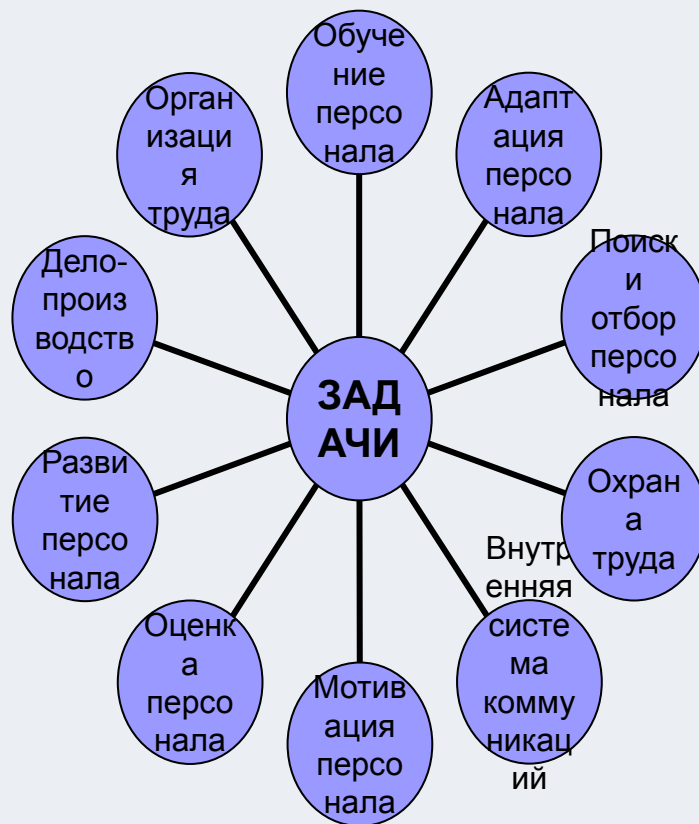 Обуче
ние
персо
нала
Адапт
ация
персо
нала
Поиск
и
отбор
персо
нала
Охран
а
труда
Внутр
енняя
систе
ма
комму
никац
ий
Мотив
ация
персо
нала
Оценк
а
персо
нала
Разви
тие
персо
нала
Дело-
произ
водств
о
Орган
изаци
я
труда
ЗАД
АЧИ